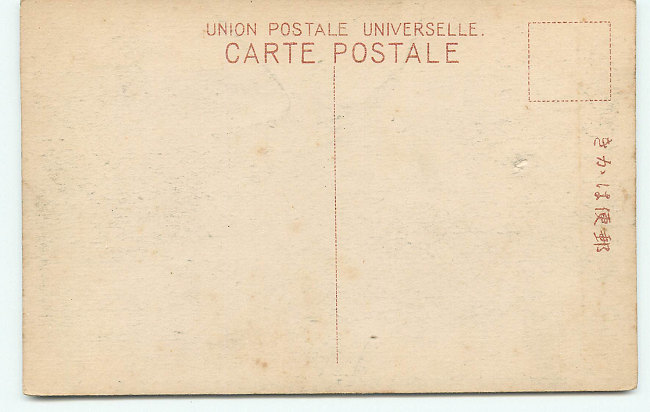 UNION POSTALE UNIVERSELLE.
CARTE POSTALE
郵便はかき